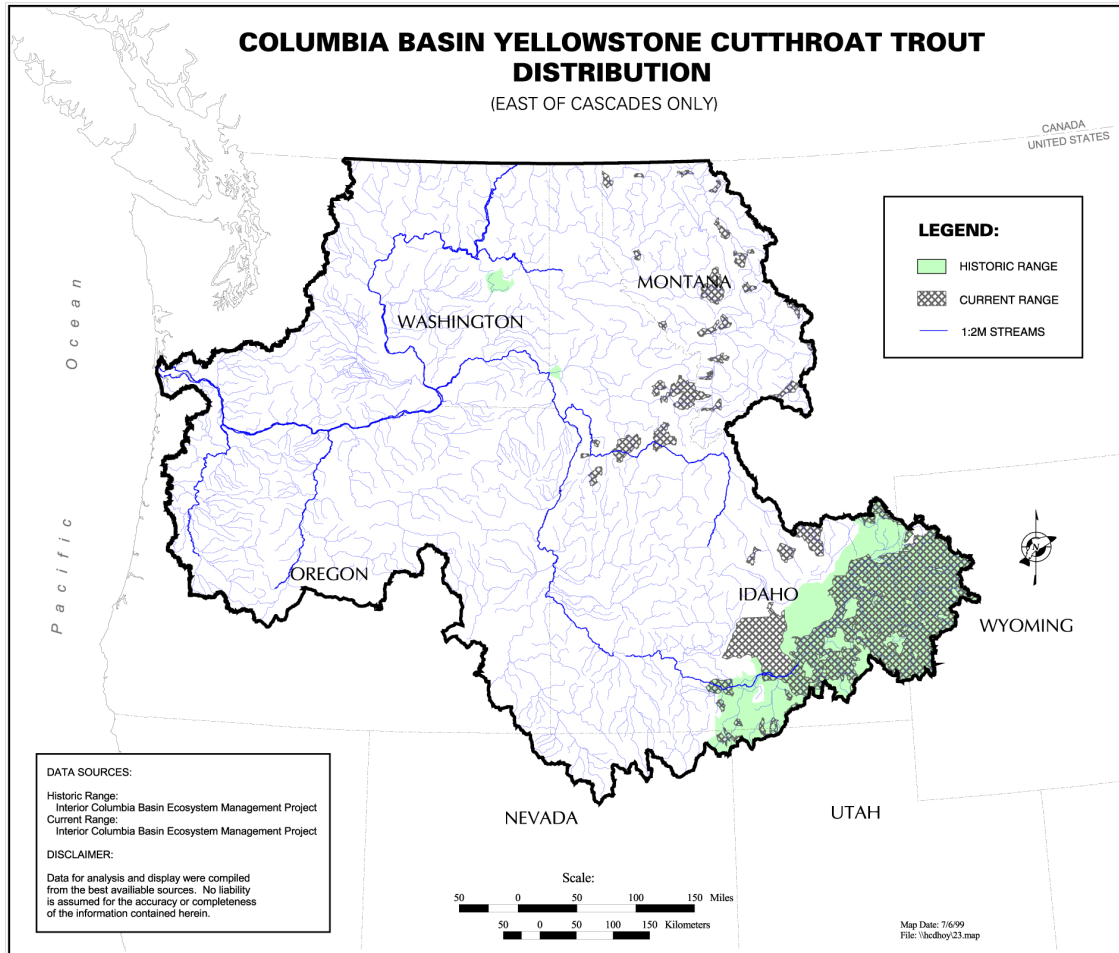 COLUMBIA BASIN YELLOWSTONE CUTTHROAT TROUT
DISTRIBUTION
(EAST OF CASCADES ONLY)
CANADA
UNITED STATES
LEGEND:
HISTORIC RANGE
CURRENT RANGE
1:2M STREAMS
Pacific Ocean
MONTANA
WASHINGTON
OREGON
IDAHO
WYOMING
NEVADA
UTAH
N
DATA SOURCES:
Historic Range:
Interior Columbia Basin Ecosystem Management Project
Current Range:
Interior Columbia Basin Ecosystem Management Project
DISCLAIMER:
Data for analysis and display were compiled
from the best availiable sources. No liability
is assumed for the accuracy or completeness
of the information contained herein.
Scale:
50 0 50 100 150 Miles
50 0 50 100 150 Kilometers
Map Date: 7/6/99
File: \\hcdhoy\23.map